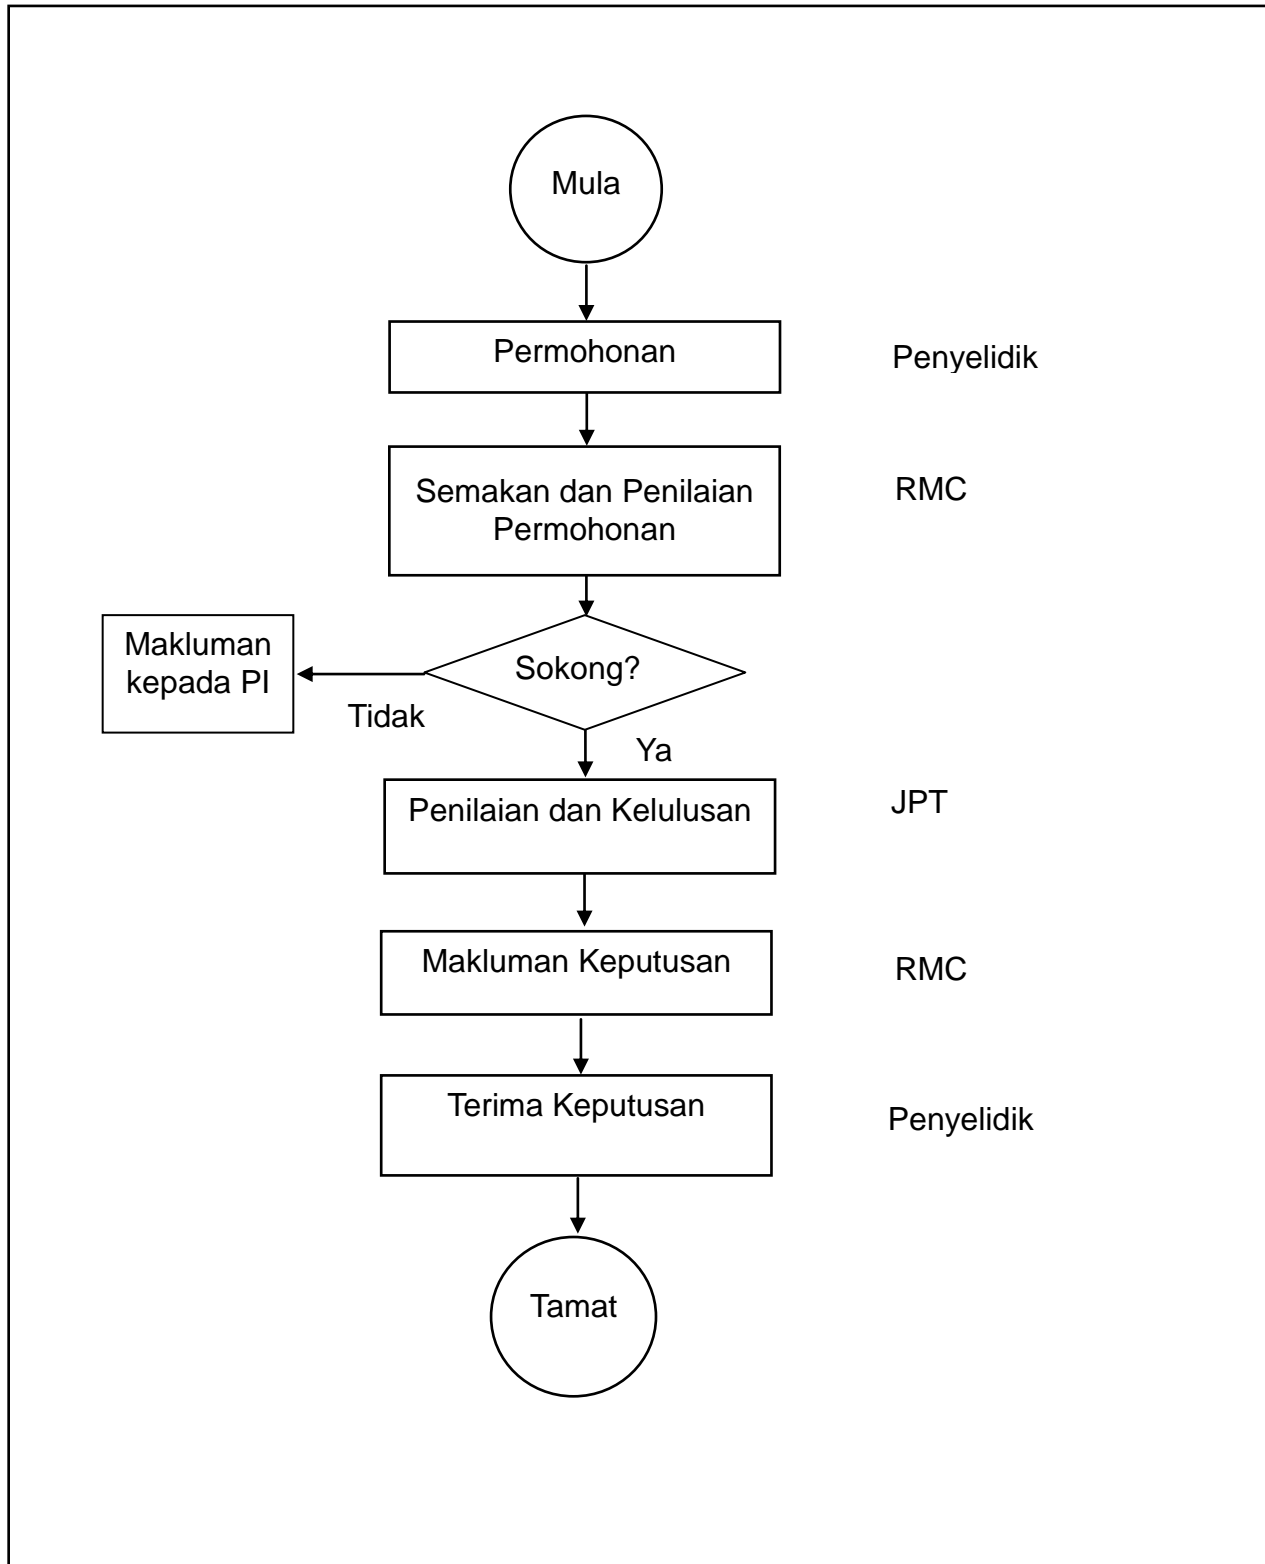 Mula
Permohonan
Penyelidik
Semakan dan Penilaian
Permohonan
RMC
Makluman
kepada PI
Sokong?
Tidak
Ya
Penilaian dan Kelulusan
JPT
Makluman Keputusan
RMC
Terima Keputusan
Penyelidik
Tamat